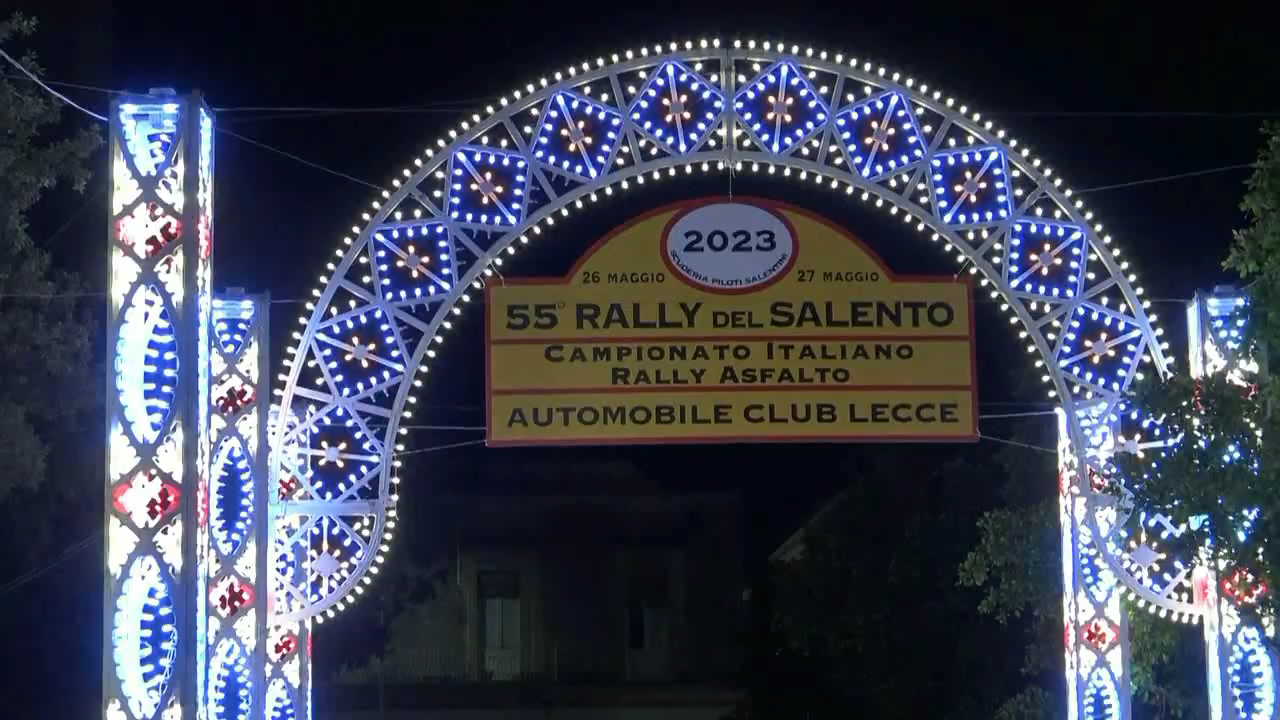 2023
SCUDERIA PILOTI SALENTINI
26 MAGGIO
27 MAGGIO
55° RALLY DEL SALENTO
CAMPIONATO ITALIANO
RALLY ASFALTO
AUTOMOBILE CLUB LECCE